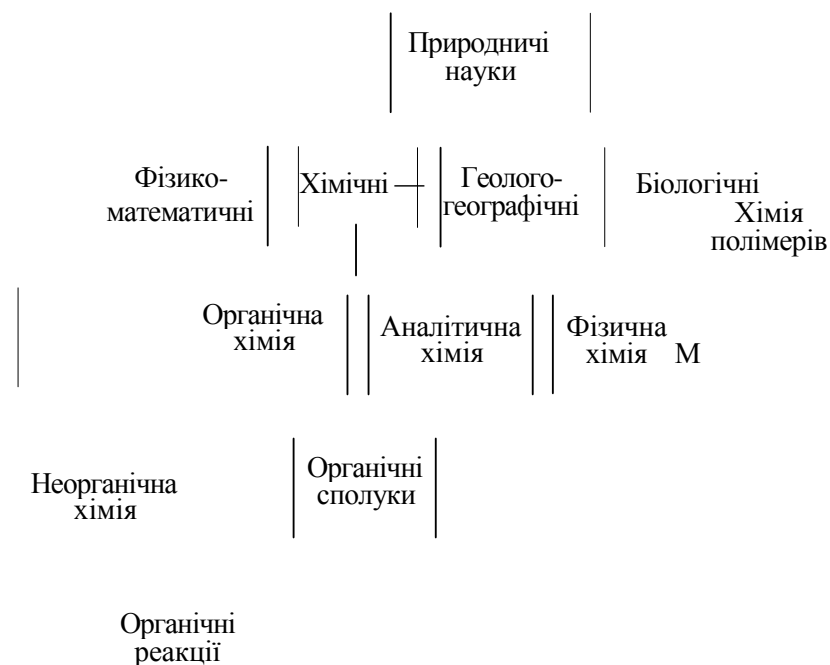 Природничі
науки
Фізико-
математичні
Хімічні
Геолого-
географічні
Біологічні
Хімія
полімерів
Органічна
хімія
Аналітична
хімія
Фізична
хімія М
Неорганічна
хімія
Органічні
сполуки
Органічні
реакції